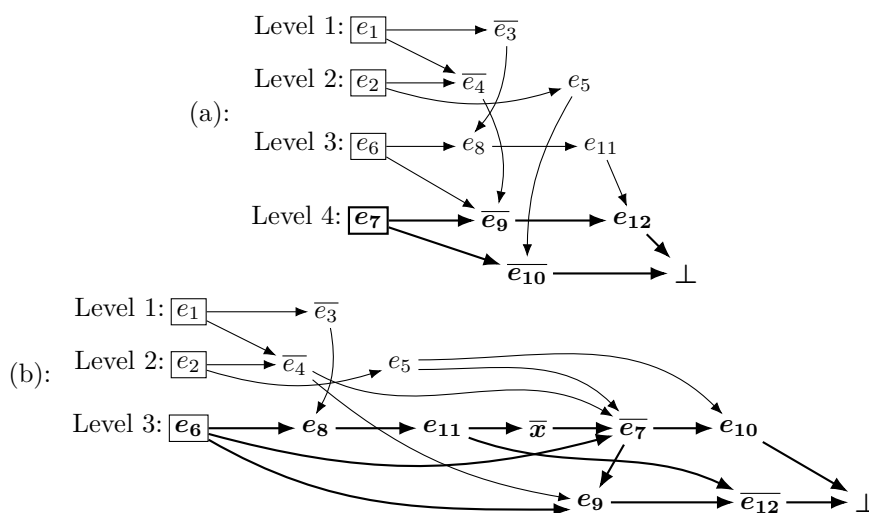 Level 1: e₁ e̅₃
Level 2: e₂ e̅₄ e₅
(a):
Level 3: e₆ e₈ e₁₁
Level 4: e₇ e̅₉ e₁₂
e̅₁₀ ⊥
Level 1: e₁ e̅₃
(b): Level 2: e₂ e̅₄ e₅
Level 3: e₆ e₈ e₁₁ x̅ e̅₇ e₁₀
e₉ e̅₁₂ ⊥